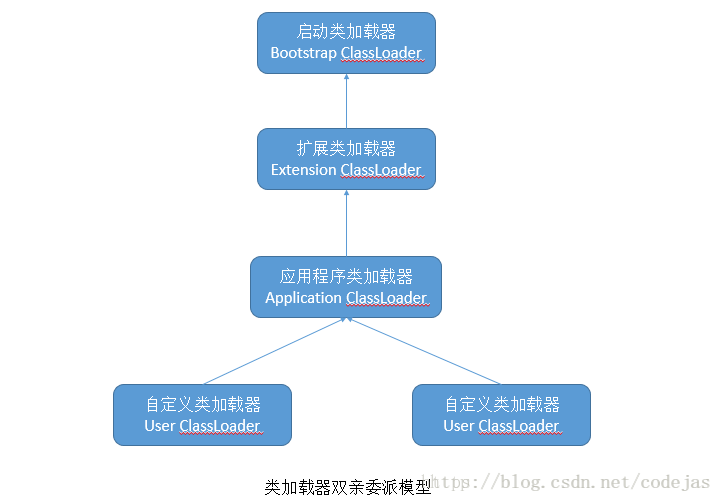 启动类加载器
Bootstrap ClassLoader
扩展类加载器
Extension ClassLoader
应用程序类加载器
Application ClassLoader
自定义类加载器
User ClassLoader
自定义类加载器
User ClassLoader
类加载器双亲委派模型
https://blog.csdn.net/codejas